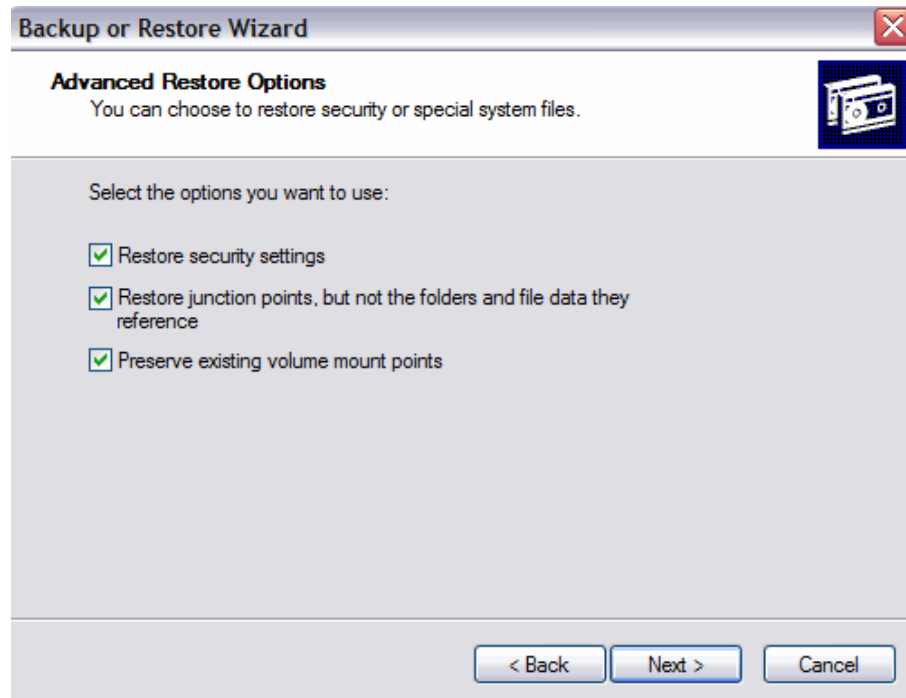 Backup or Restore Wizard
Advanced Restore Options
You can choose to restore security or special system files.
Select the options you want to use:
Restore security settings
Restore junction points, but not the folders and file data they
reference
Preserve existing volume mount points
< Back
Next >
Cancel